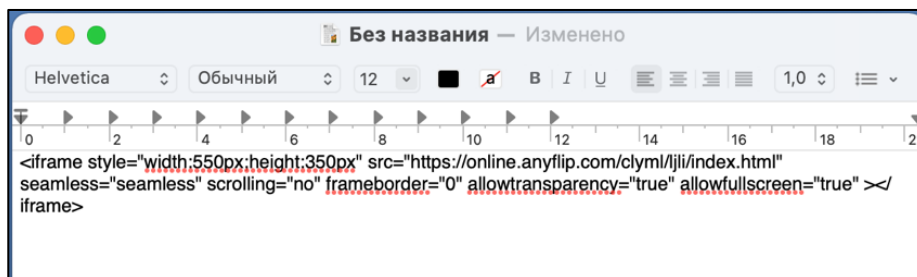 Без названия — Изменено
Helvetica Обычный 12 a B I U 1,0
0 2 4 6 8 10 12 14 16 18 2
<iframe style="width:550px;height:350px" src="https://online.anyflip.com/clyml/ljli/index.html"
seamless="seamless" scrolling="no" frameborder="0" allowtransparency="true" allowfullscreen="true" ></
iframe>